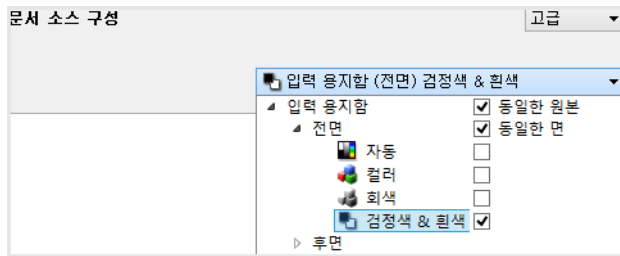 문서 소스 구성
고급
입력 용지함 (전면) 검정색 & 흰색
입력 용지함 동일한 원본
전면 동일한 면
자동
컬러
회색
검정색 & 흰색
후면